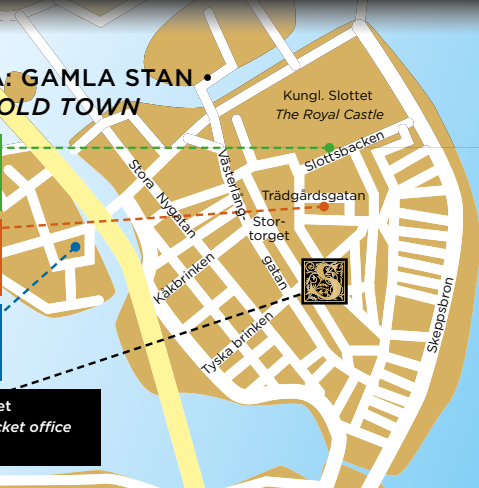 A: GAMLA STAN •
OLD TOWN
Kungl. Slottet
The Royal Castle
Slottsbacken
Västerlång-
gatan
Stora Nygatan
Trädgårdsgatan
Stor-
torget
Kåkbrinken
S
Tyska brinken
Skeppsbron
et
cket office